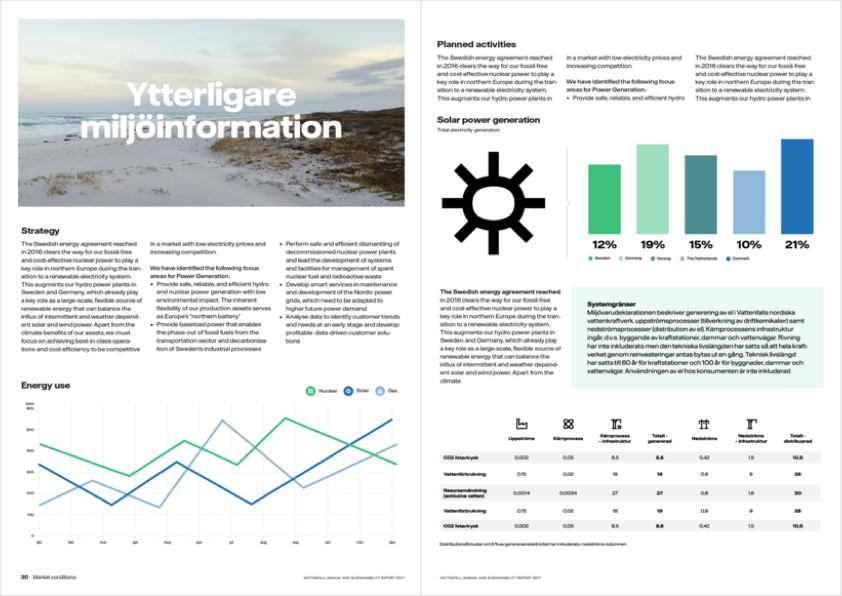 Ytterligare
miljöinformation
Strategy
The Swedish energy agreement reached
in 2016 clears the way for our fossil-free
and cost-effective nuclear power to play a
key role in northern Europe during the tran-
sition to a renewable electricity system.
This augments our hydro power plants in
Sweden and Germany, which already play
a key role as a large-scale, flexible source of
renewable energy that can balance the
influx of intermittent and weather depend-
ent solar and wind power. Apart from the
climate benefits of our assets, we must
focus on achieving best-in-class opera-
tions and cost efficiency to be competitive
in a market with low electricity prices and
increasing competition.
We have identified the following focus
areas for Power Generation:
• Provide safe, reliable, and efficient hydro
and nuclear power generation with low
environmental impact. The inherent
flexibility of our production assets serves
as Europe's "northern battery"
• Provide baseload power that enables
the phase-out of fossil fuels from the
transportation sector and decarbonisa-
tion of Sweden's industrial processes
• Perform safe and efficient dismantling of
decommissioned nuclear power plants
and lead the development of systems
and facilities for management of spent
nuclear fuel and radioactive waste
• Develop smart services in maintenance
and development of the Nordic power
grids, which need to be adapted to
higher future power demand
• Analyse data to identify customer trends
and needs at an early stage and develop
profitable data-driven customer solu-
tions
Energy use
Nuclear Solar Gas
600
500
400
300
200
100
0
jan feb mar apr maj jun jul aug sep okt nov dec
20 Market conditions
VATTENFALL ANNUAL AND SUSTAINABILITY REPORT 2017
Planned activities
The Swedish energy agreement reached
in 2016 clears the way for our fossil-free
and cost-effective nuclear power to play a
key role in northern Europe during the tran
sition to a renewable electricity system.
This augments our hydro power plants in
in a market with low electricity prices and
increasing competition.
We have identified the following focus
areas for Power Generation:
• Provide safe, reliable, and efficient hydro
The Swedish energy agreement reached
in 2016 clears the way for our fossil-free
and cost-effective nuclear power to play a
key role in northern Europe during the tran
sition to a renewable electricity system.
This augments our hydro power plants in
Solar power generation
Total electricity generation
12% 19% 15% 10% 21%
Sweden Germany Norway The Netherlands Denmark
The Swedish energy agreement reached
in 2016 clears the way for our fossil-free
and cost-effective nuclear power to play a
key role in northern Europe during the tran-
sition to a renewable electricity system.
This augments our hydro power plants in
Sweden and Germany, which already play
a key role as a large-scale, flexible source of
renewable energy that can balance the
influx of intermittent and weather depend-
ent solar and wind power. Apart from the
climate
Systemgränser
Miljövarudeklarationen beskriver generering av el i Vattenfalls nordiska
vattenkraftverk, uppströmsprocesser (tillverkning av driftkemikalier) samt
nedströmsprocesser (distribution av el). Kärnprocessens infrastruktur
ingår, d.v.s. byggande av kraftstationer, dammar och vattenvägar. Rivning
har inte inkluderats men den tekniska livslängden har satts så att hela kraft-
verket genom reinvesteringar antas bytas ut en gång. Teknisk livslängd
har satts till 60 år för kraftstationer och 100 år för byggnader, dammar och
vattenvägar. Användningen av el hos konsumenten är inte inkluderad.
Uppströms Kärnprocess Kärnprocess – infrastruktur Totalt - genererad Nedströms Nedströms – infrastruktur Totalt - distribuerad
CO2 fotavtryck 0,002 0,05 8,5 8,6 0,42 1,5 10,5
Vattenförbrukning 0,15 0,02 18 18 0,9 9 28
Resursanvändning
(exklusive vatten) 0,0014 0,0034 27 27 0,8 1,6 30
Vattenförbrukning 0,15 0,02 18 18 0,9 9 28
CO2 fotavtryck 0,002 0,05 8,5 8,6 0,42 1,5 10,5
Distributionsförluster om 5 % av genererad elektricitet har inkluderats i nedströms-kolumnen
VATTENFALL ANNUAL AND SUSTAINABILITY REPORT 2017